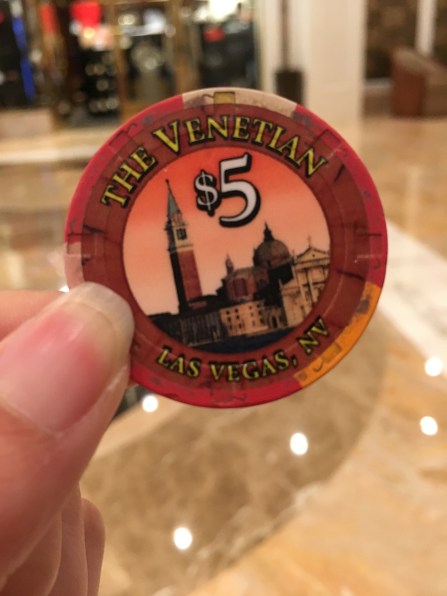 THE VENETIAN
$5
LAS VEGAS, NV